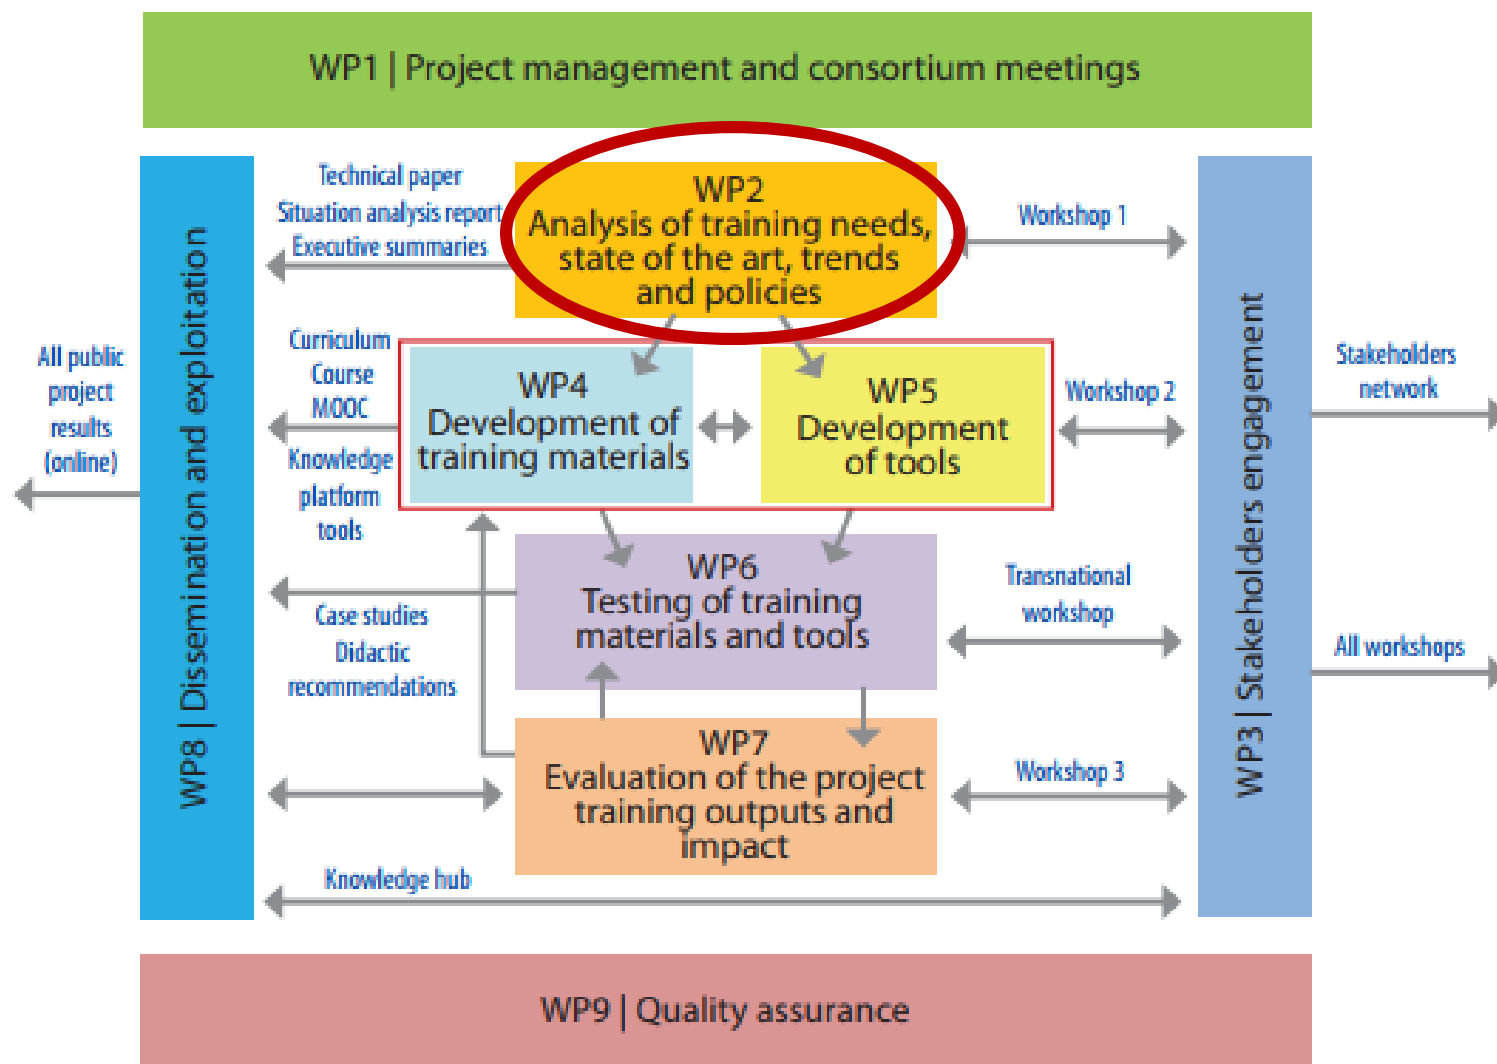 WP1 | Project management and consortium meetings
Technical paper
Situation analysis report
Executive summaries
WP2
Analysis of training needs,
state of the art, trends
and policies
Workshop 1
WP8 | Dissemination and exploitation
WP3 | Stakeholders engagement
All public
project
results
(online)
Curriculum
Course
MOOC
Knowledge
platform
tools
WP4
Development of
training materials
WP5
Development
of tools
Workshop 2
Stakeholders
network
WP6
Testing of training
materials and tools
Case studies
Didactic
recommendations
Transnational
workshop
All workshops
WP7
Evaluation of the project
training outputs and
impact
Workshop 3
Knowledge hub
WP9 | Quality assurance